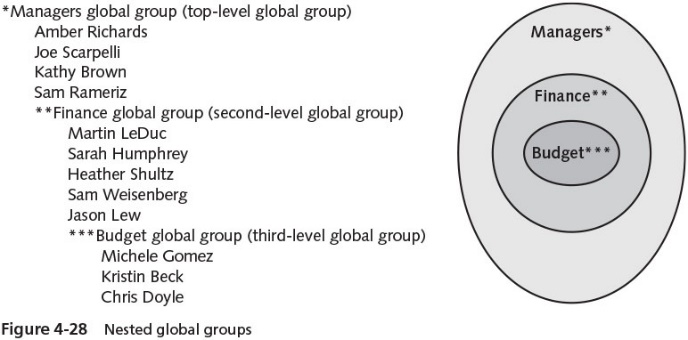 *Managers global group (top-level global group)
Amber Richards
Joe Scarpelli
Kathy Brown
Sam Rameriz
**Finance global group (second-level global group)
Martin LeDuc
Sarah Humphrey
Heather Shultz
Sam Weisenberg
Jason Lew
***Budget global group (third-level global group)
Michele Gomez
Kristin Beck
Chris Doyle
Managers*
Finance**
Budget***
Figure 4-28 Nested global groups